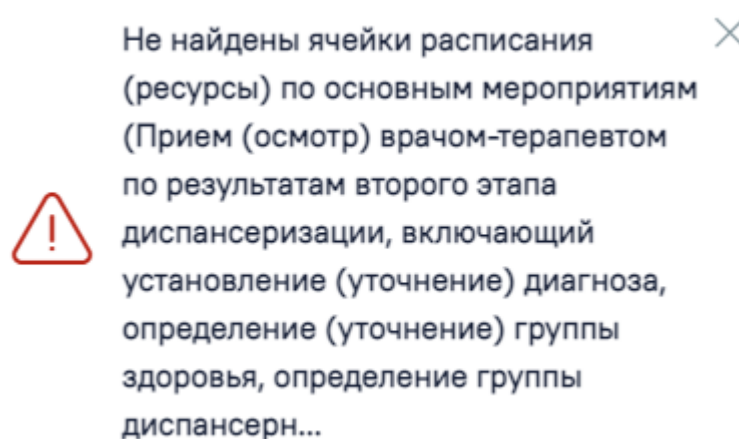 Не найдены ячейки расписания
(ресурсы) по основным мероприятиям
(Прием (осмотр) врачом-терапевтом
по результатам второго этапа
диспансеризации, включающий
установление (уточнение) диагноза,
определение (уточнение) группы
здоровья, определение группы
диспансерн...